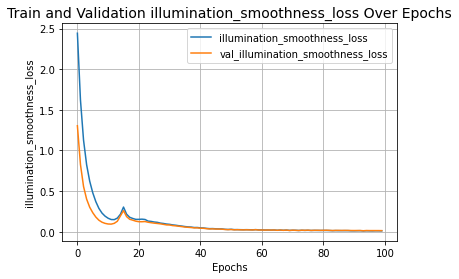 Train and Validation illumination_smoothness_loss Over Epochs
illumination_smoothness_loss
val_illumination_smoothness_loss
illumination_smoothness_loss
2.5
2.0
1.5
1.0
0.5
0.0
0 20 40 60 80 100
Epochs